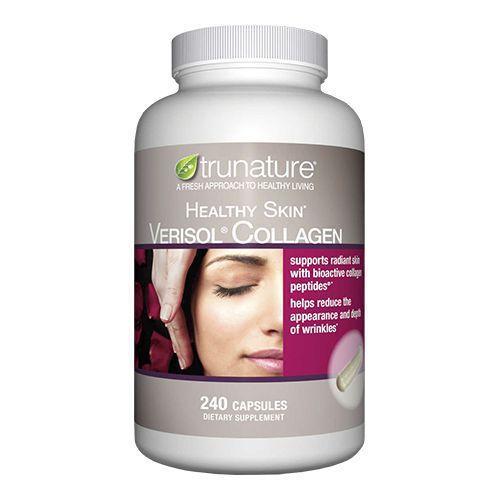 trunature®
A FRESH APPROACH TO HEALTHY LIVING
HEALTHY SKIN*
VERISOL® COLLAGEN
supports radiant skin
with bioactive collagen
peptides®*
helps reduce the
appearance and depth
of wrinkles*
240 CAPSULES
DIETARY SUPPLEMENT